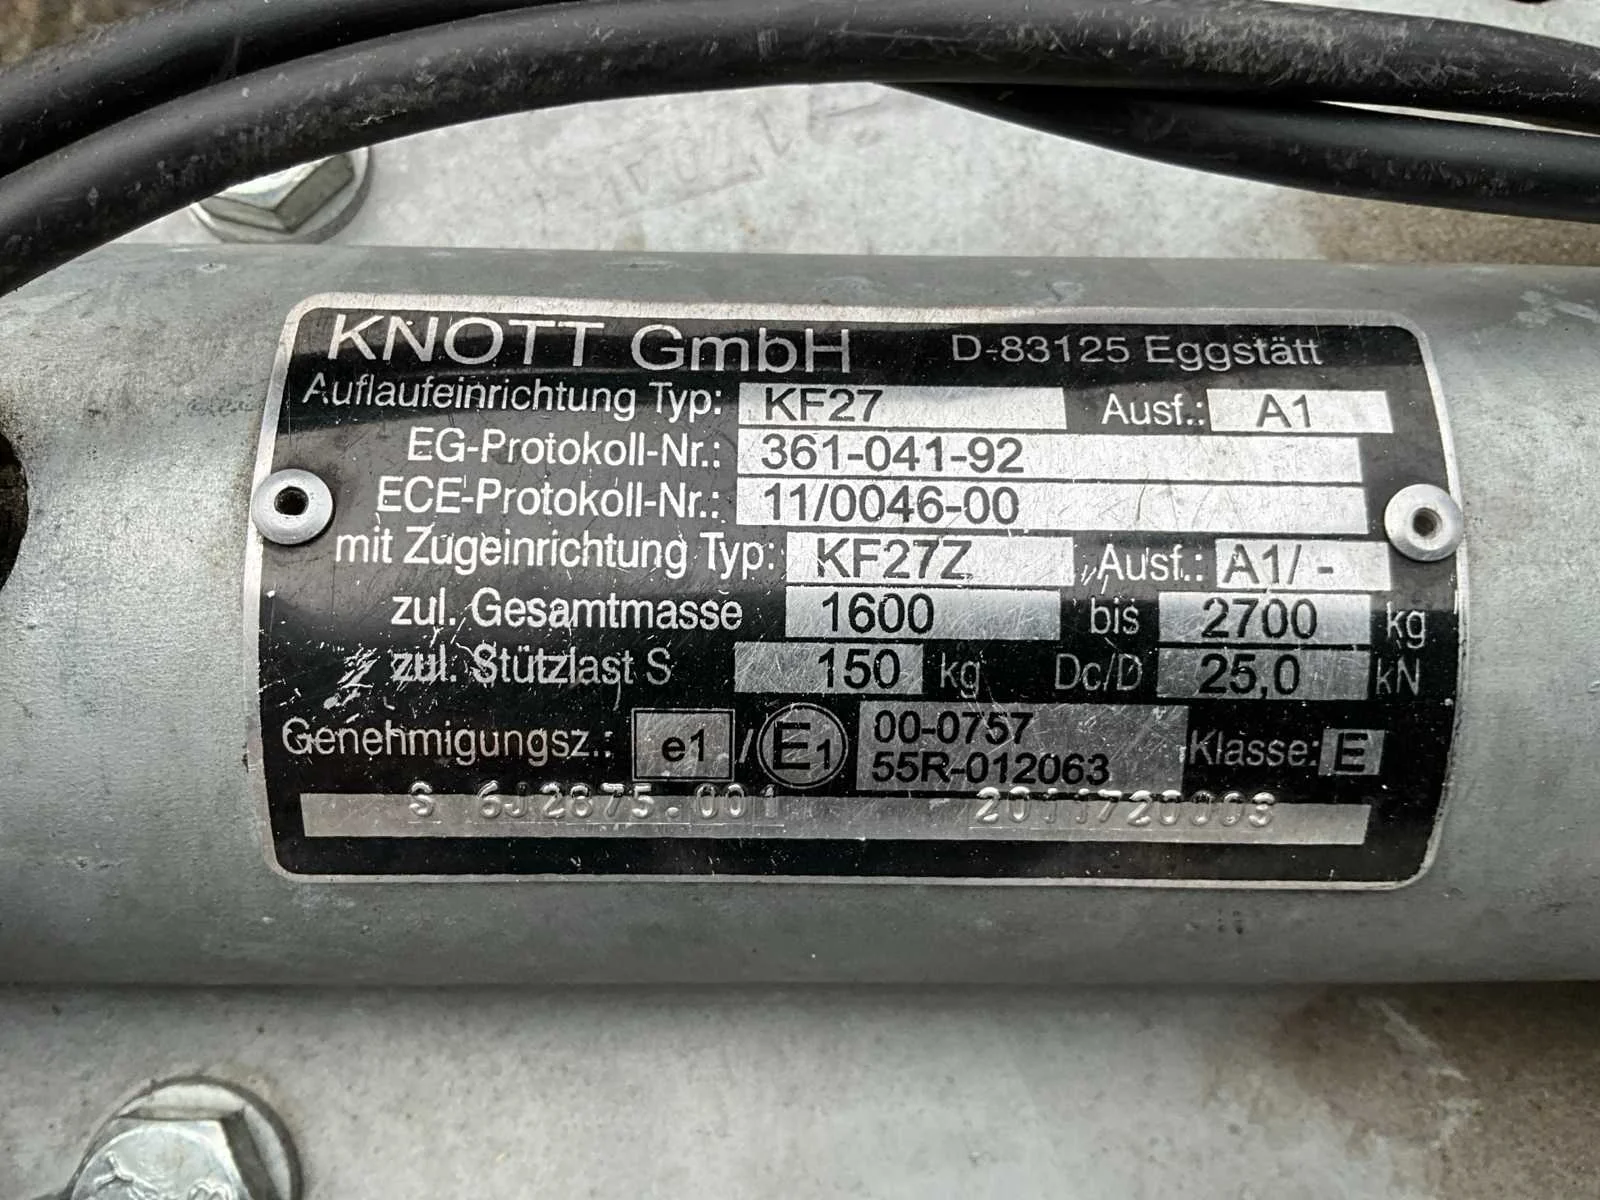 KNOTT GmbH D-83125 Eggstätt
Auflaufeinrichtung Typ: KF27 Ausf.: A1
EG-Protokoll-Nr.: 361-041-92
ECE-Protokoll-Nr.: 11/0046-00
mit Zugeinrichtung Typ: KF27Z Ausf.: A1/ -
zul. Gesamtmasse 1600 bis 2700 kg
zul. Stützlast S 150 kg Dc/D 25,0 kN
Genehmigungsz.: e1 / E1 00-0757 Klasse: E
55R-012063
S 6J2875.001